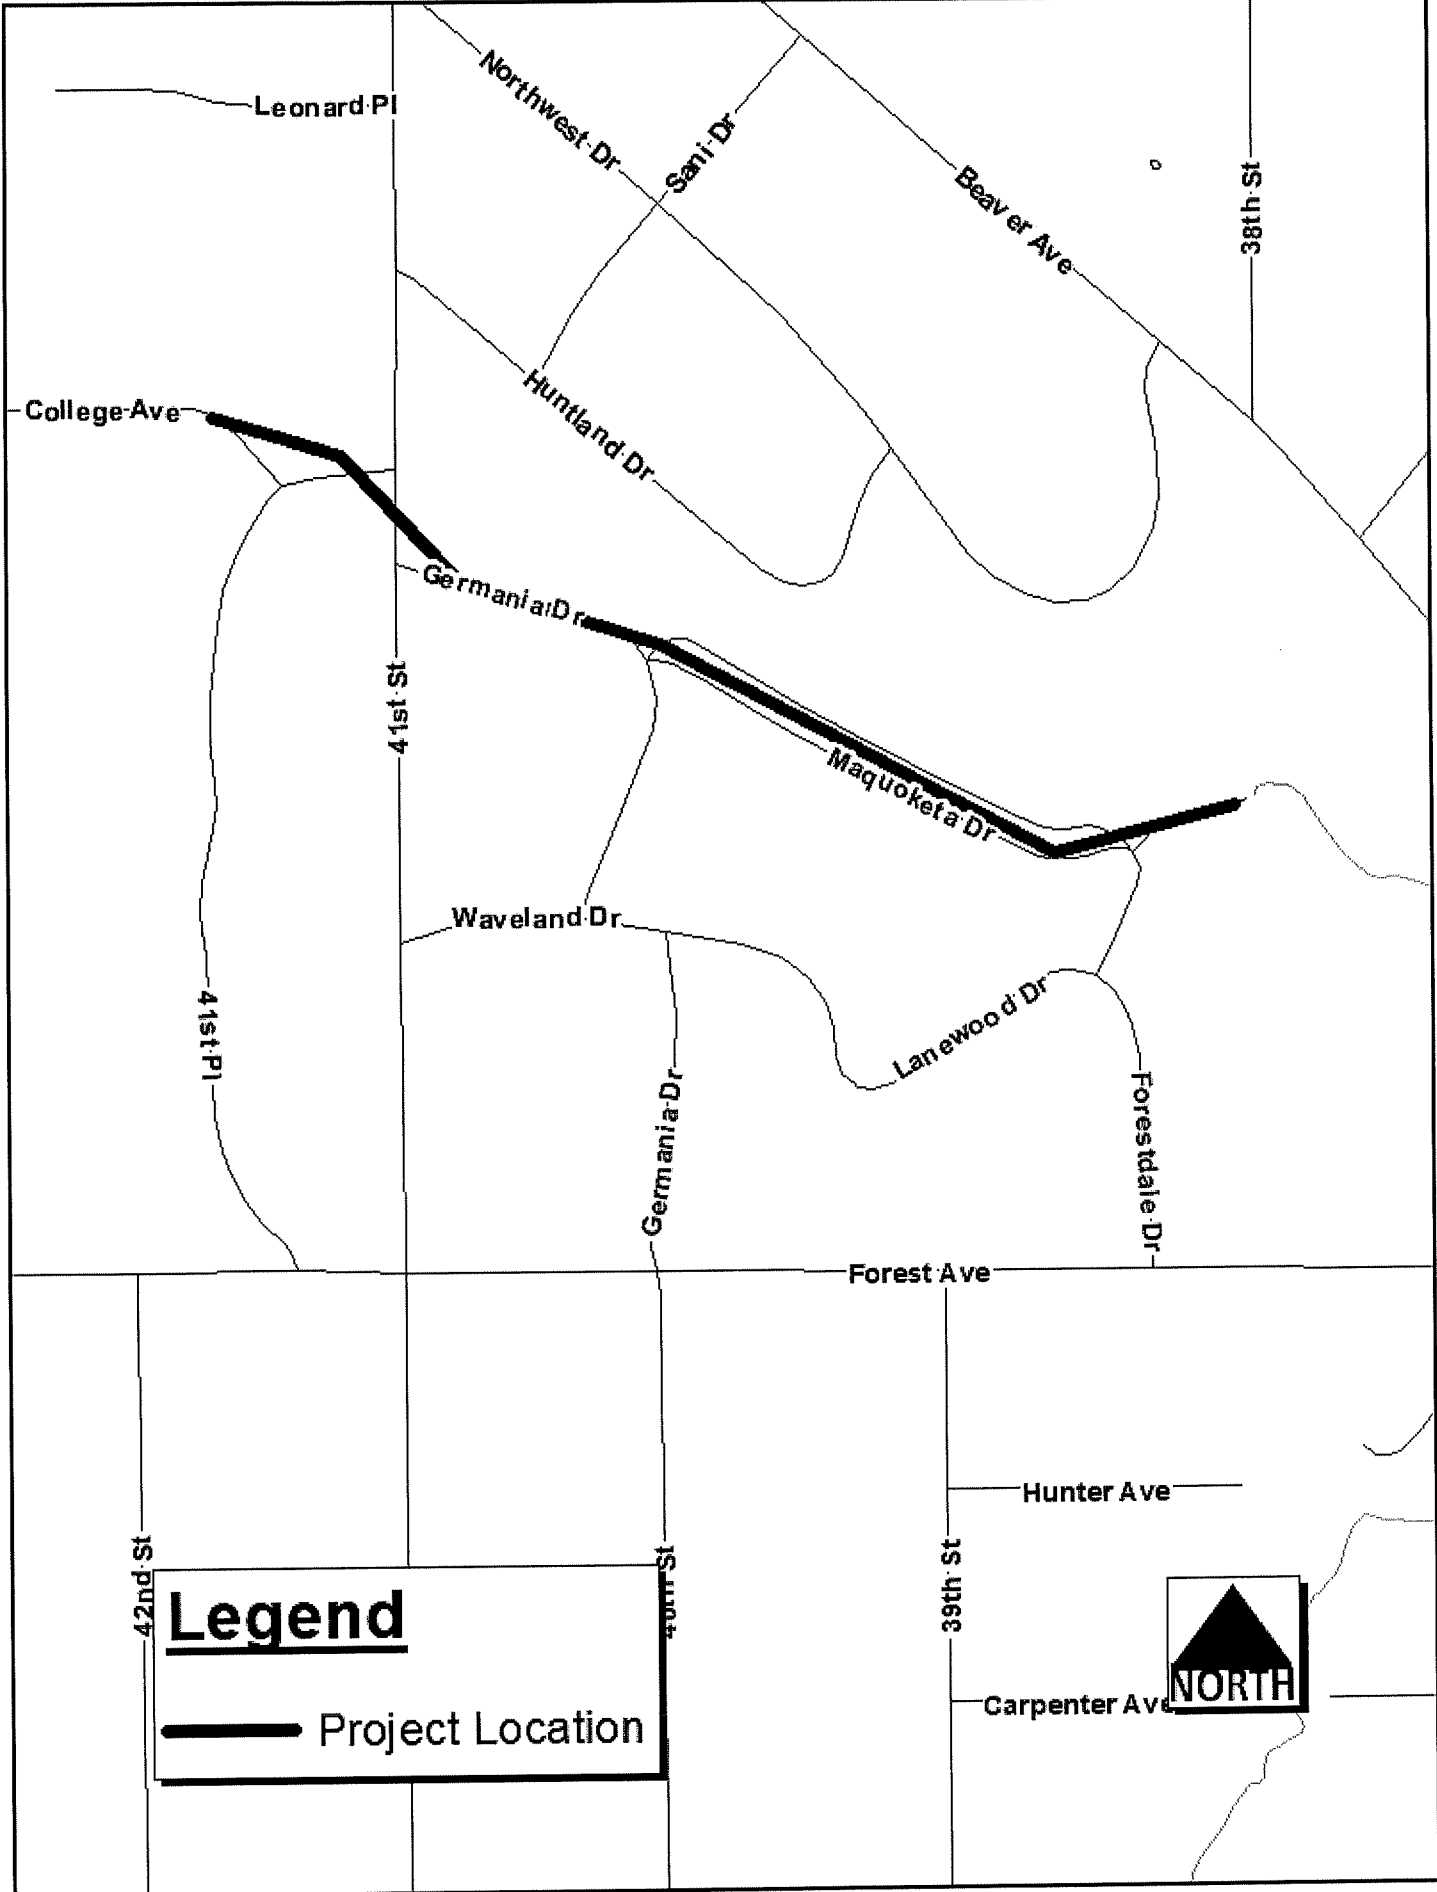 Northwest Dr
Leonard Pl
Sani Dr
Beaver Ave
38th St
College Ave
Huntland Dr
Germania Dr
41st St
Maquoketa Dr
Waveland Dr
Lanewood Dr
41st Pl
Germania Dr
Forestdale Dr
Forest Ave
Hunter Ave
42nd St
40th St
39th St
Legend
Project Location
Carpenter Ave
NORTH